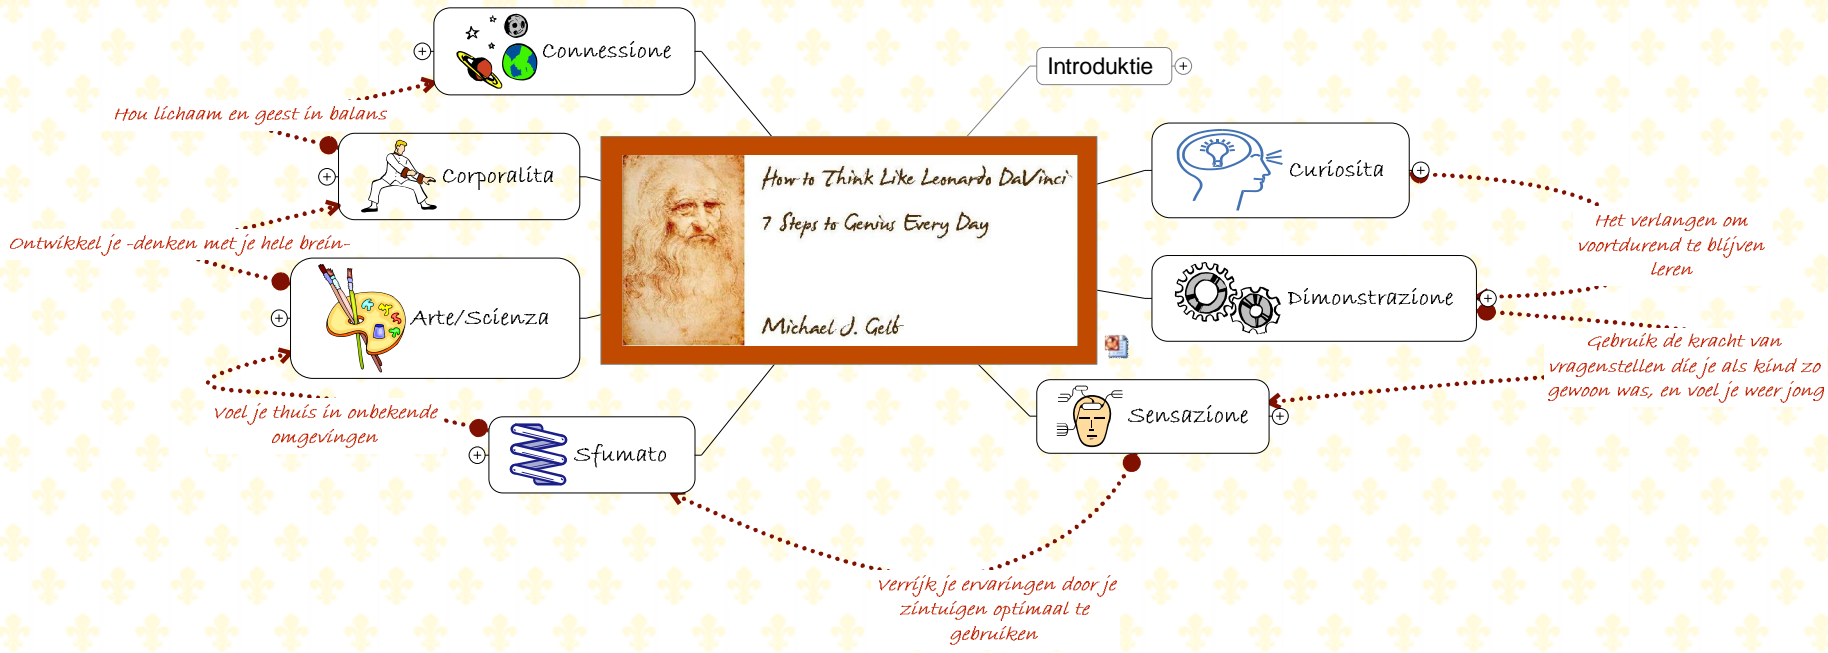 How to Think Like Leonardo DaVinci
7 Steps to Genius Every Day
Michael J. Gelb
Introduktie
Curiosita
Het verlangen om
voortdurend te blijven
leren
Dimonstrazione
Gebruik de kracht van
vragenstellen die je als kind zo
gewoon was, en voel je weer jong
Sensazione
Verrijk je ervaringen door je
zintuigen optimaal te
gebruiken
Sfumato
Voel je thuis in onbekende
omgevingen
Arte/Scienza
Ontwikkel je -denken met je hele brein-
Corporalita
Hou lichaam en geest in balans
Connessione